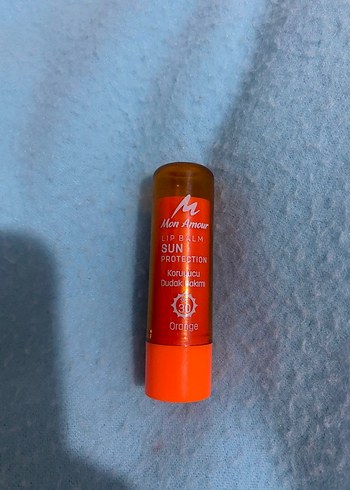 M
Mon Amour
LIP BALM
SUN
PROTECTION
Koruyucu
Dudak Bakımı
30
Orange